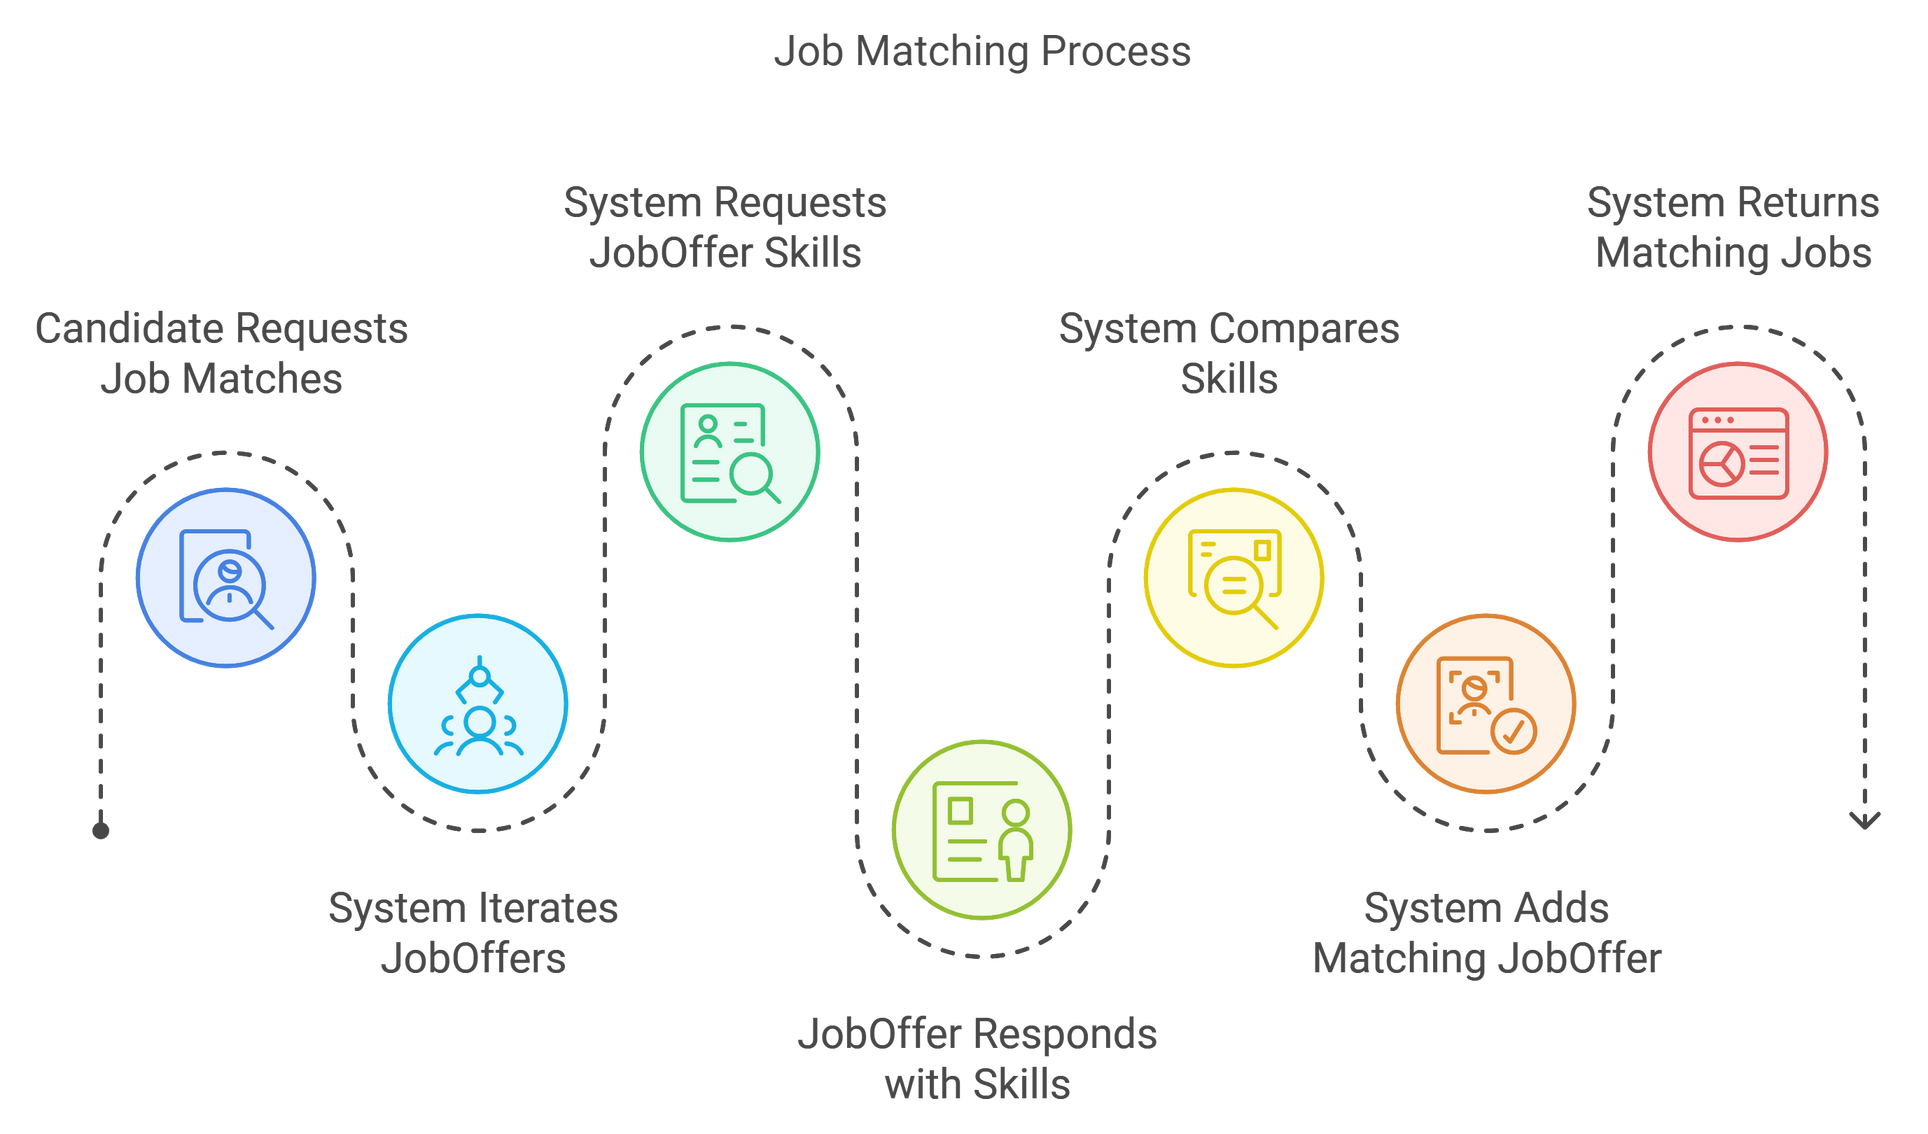 Job Matching Process
Candidate Requests
Job Matches
System Iterates
JobOffers
System Requests
JobOffer Skills
JobOffer Responds
with Skills
System Compares
Skills
System Adds
Matching JobOffer
System Returns
Matching Jobs